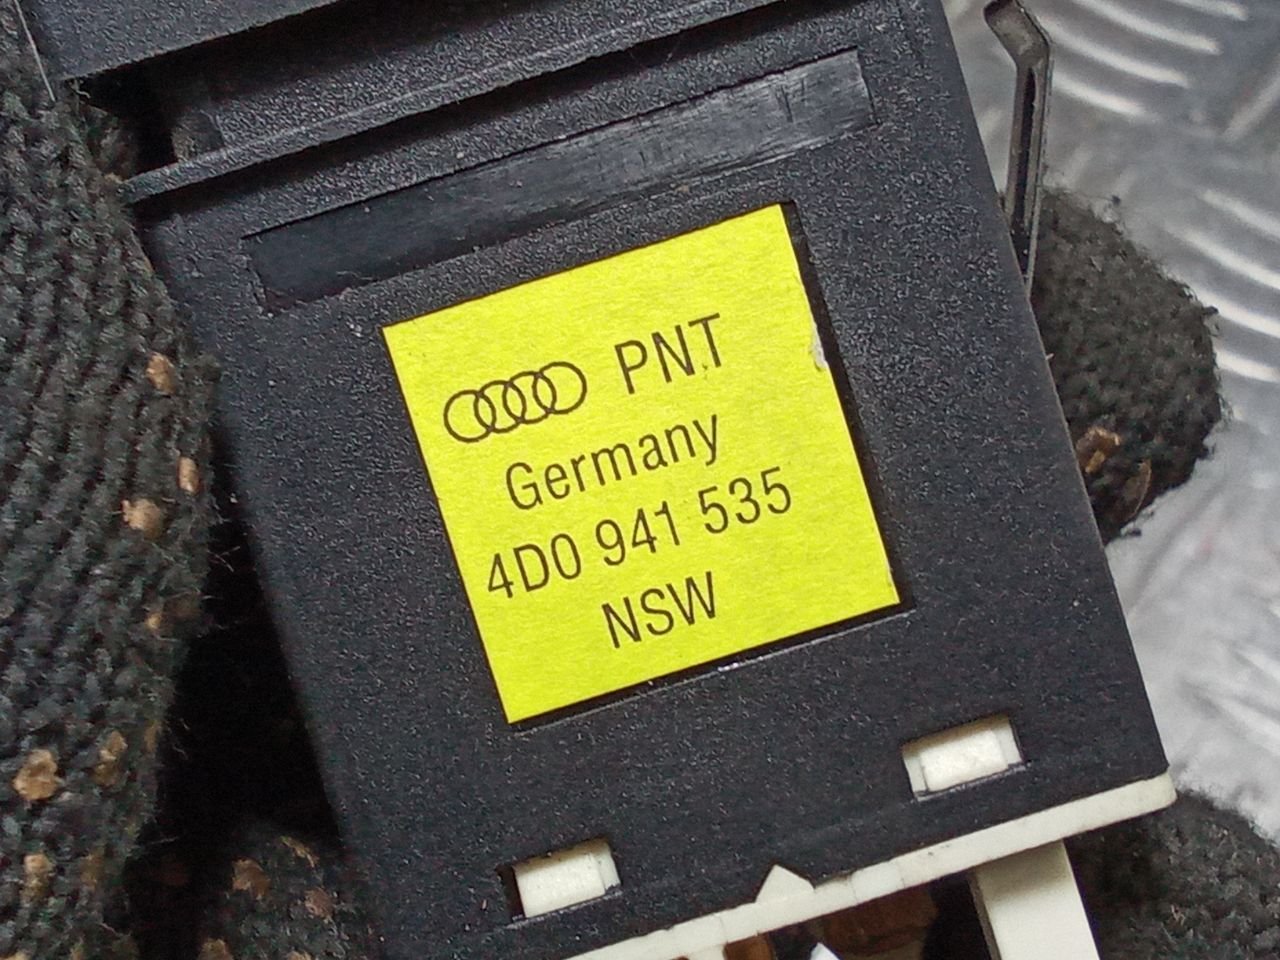 PNT
Germany
4D0 941 535
NSW